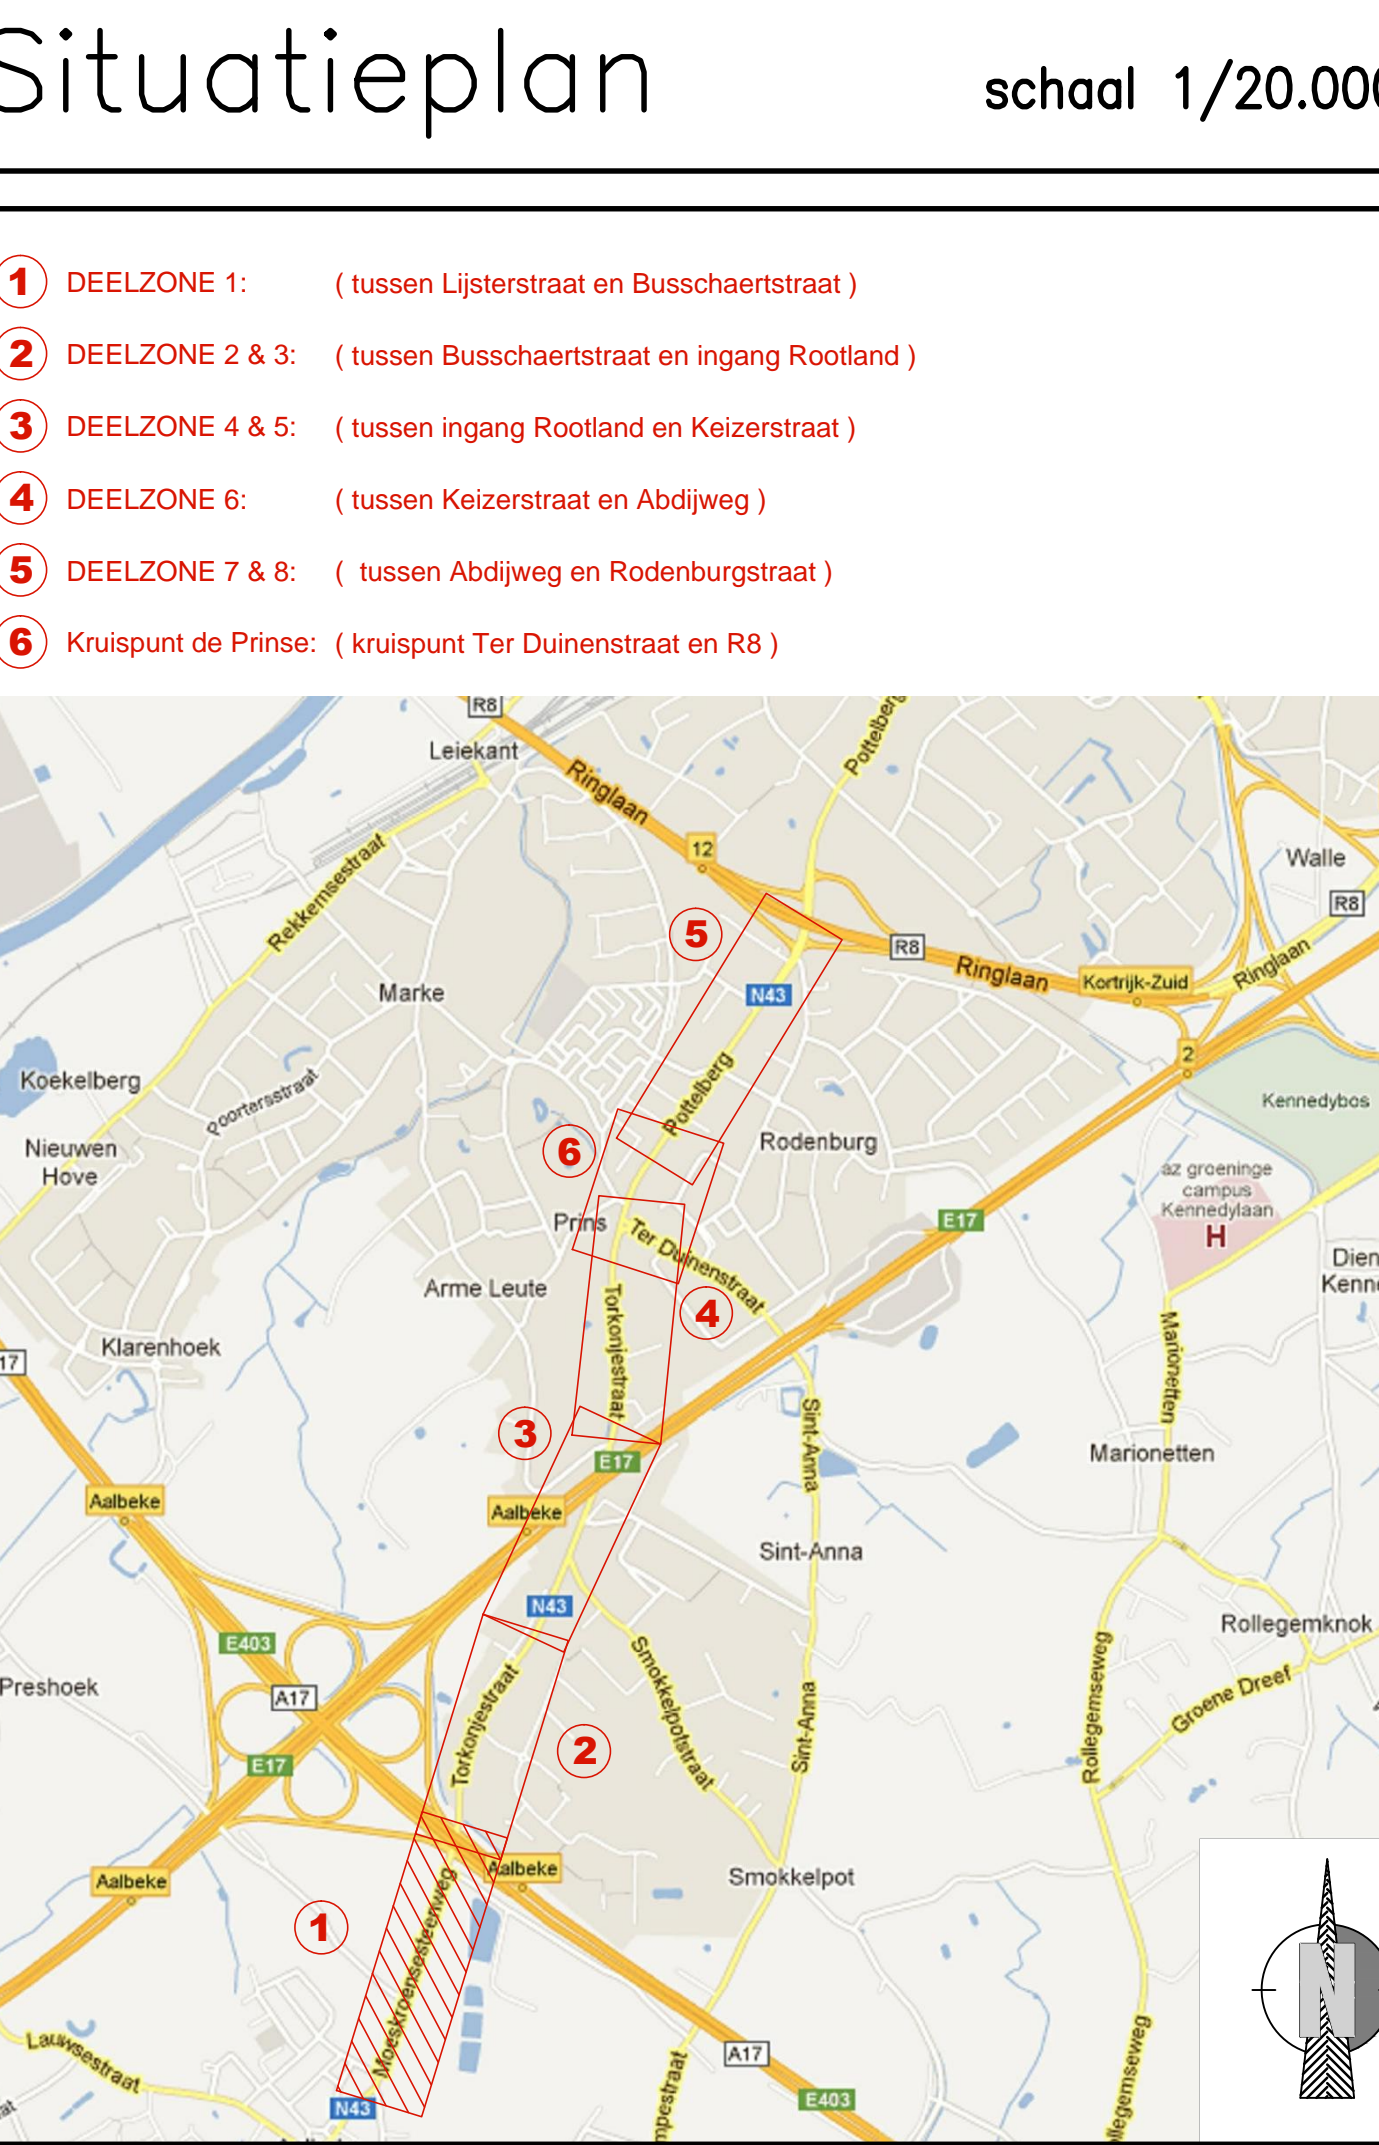 Situatieplan
schaal 1/20.000
1 DEELZONE 1: ( tussen Lijsterstraat en Busschaertstraat )
2 DEELZONE 2 & 3: ( tussen Busschaertstraat en ingang Rootland )
3 DEELZONE 4 & 5: ( tussen ingang Rootland en Keizerstraat )
4 DEELZONE 6: ( tussen Keizerstraat en Abdijweg )
5 DEELZONE 7 & 8: ( tussen Abdijweg en Rodenburgstraat )
6 Kruispunt de Prinse: ( kruispunt Ter Duinenstraat en R8 )
R8
Pottelberg
Leiekant
Ringlaan
12
Walle
Rekkemsestraat
R8
5
R8
Ringlaan
Kortrijk-Zuid
Ringlaan
Marke
N43
2
Koekelberg
Poortersstraat
Pottelberg
Kennedybos
Nieuwen
Hove
6
Rodenburg
az groeninge
campus
Kennedylaan
H
Prins
Ter Duinenstraat
E17
Dien
Kenn
Arme Leute
4
Torkonjestraat
Klarenhoek
17
Marionetten
3
Sint-Anna
Marionetten
E17
Aalbeke
Aalbeke
Sint-Anna
N43
Rollegemknok
E403
Smokkelpotstraat
Rollegemseweg
Preshoek
A17
Torkonjestraat
Sint-Anna
Groene Dreef
2
E17
Aalbeke
Aalbeke
Smokkelpot
1
Moeskroensesteenweg
N
Lauwsestraat
A17
N43
mpestraat
E403
llegemseweg